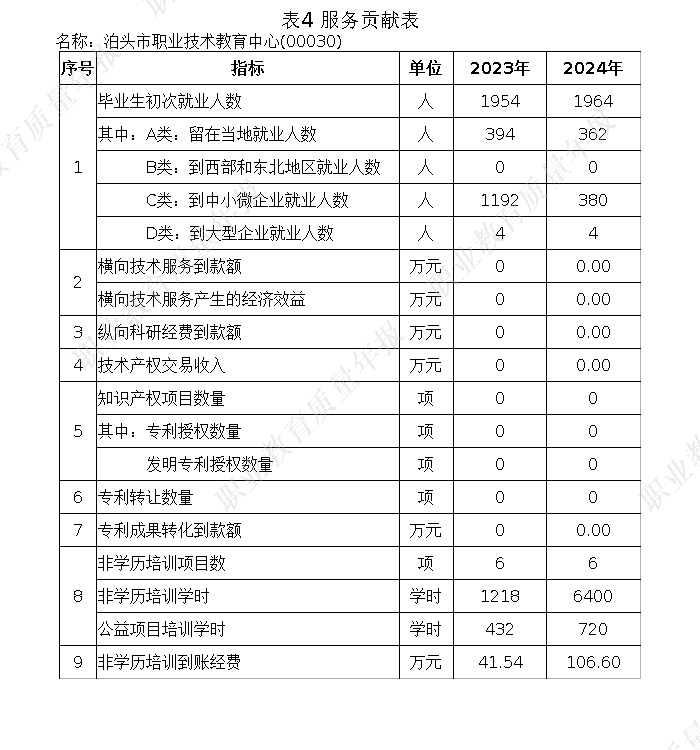 表4 服务贡献表
名称：泊头市职业技术教育中心(00030)
序号 指标 单位 2023年 2024年
1 毕业生初次就业人数 人 1954 1964
其中：A类：留在当地就业人数 人 394 362
B类：到西部和东北地区就业人数 人 0 0
C类：到中小微企业就业人数 人 1192 380
D类：到大型企业就业人数 人 4 4
2 横向技术服务到款额 万元 0 0.00
横向技术服务产生的经济效益 万元 0 0.00
3 纵向科研经费到款额 万元 0 0.00
4 技术产权交易收入 万元 0 0.00
5 知识产权项目数量 项 0 0
其中：专利授权数量 项 0 0
发明专利授权数量 项 0 0
6 专利转让数量 项 0 0
7 专利成果转化到款额 万元 0 0.00
8 非学历培训项目数 项 6 6
非学历培训学时 学时 1218 6400
公益项目培训学时 学时 432 720
9 非学历培训到账经费 万元 41.54 106.60
职业教育质量年报